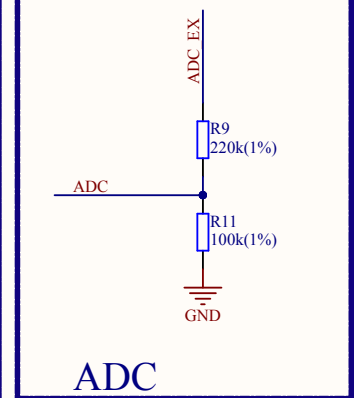 ADC EX
R9
220k(1%)
ADC
R11
100k(1%)
GND
ADC